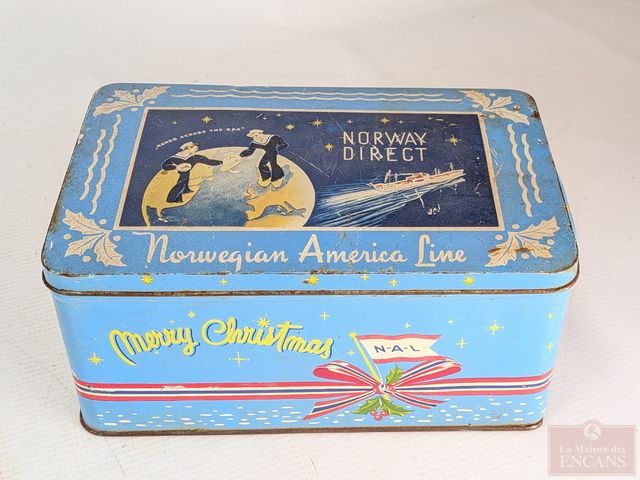 "HANDS ACROSS THE SEA"
NORWAY
DIRECT
Norwegian America Line
Merry Christmas
N-A-L
La Maison des
ENCANS